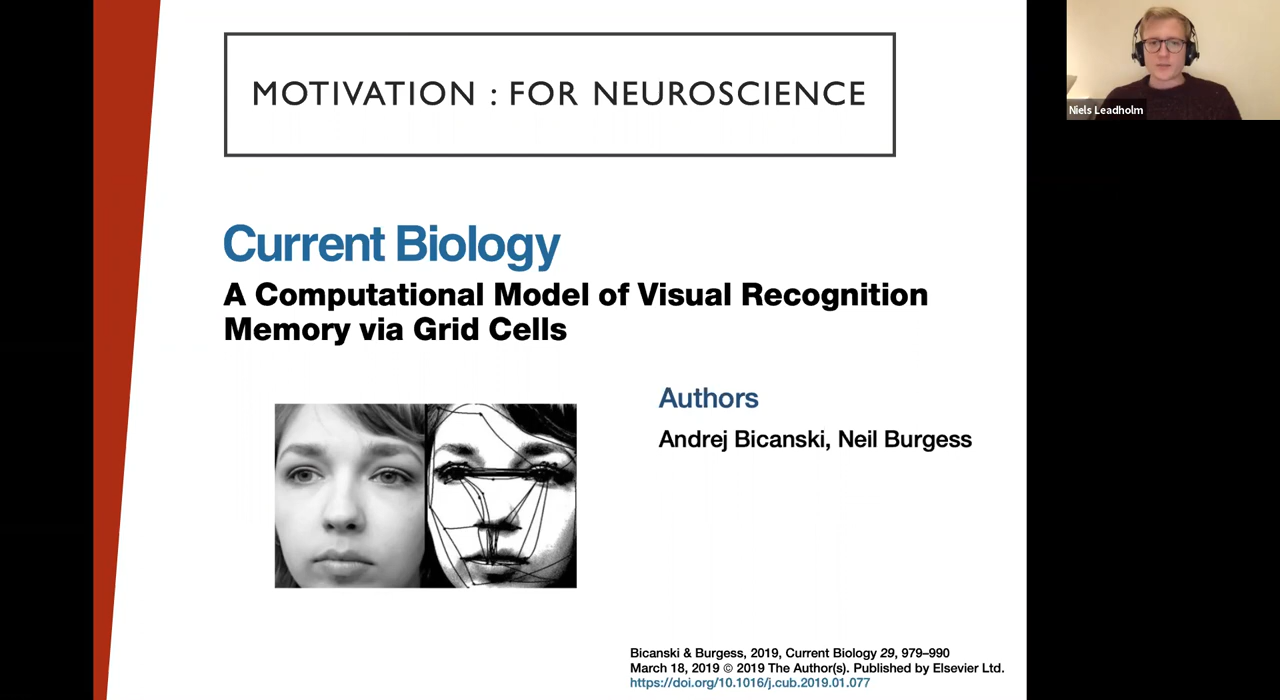 MOTIVATION : FOR NEUROSCIENCE
Niels Leadholm
Current Biology
A Computational Model of Visual Recognition
Memory via Grid Cells
Authors
Andrej Bicanski, Neil Burgess
Bicanski & Burgess, 2019, Current Biology 29, 979–990
March 18, 2019 © 2019 The Author(s). Published by Elsevier Ltd.
https://doi.org/10.1016/j.cub.2019.01.077